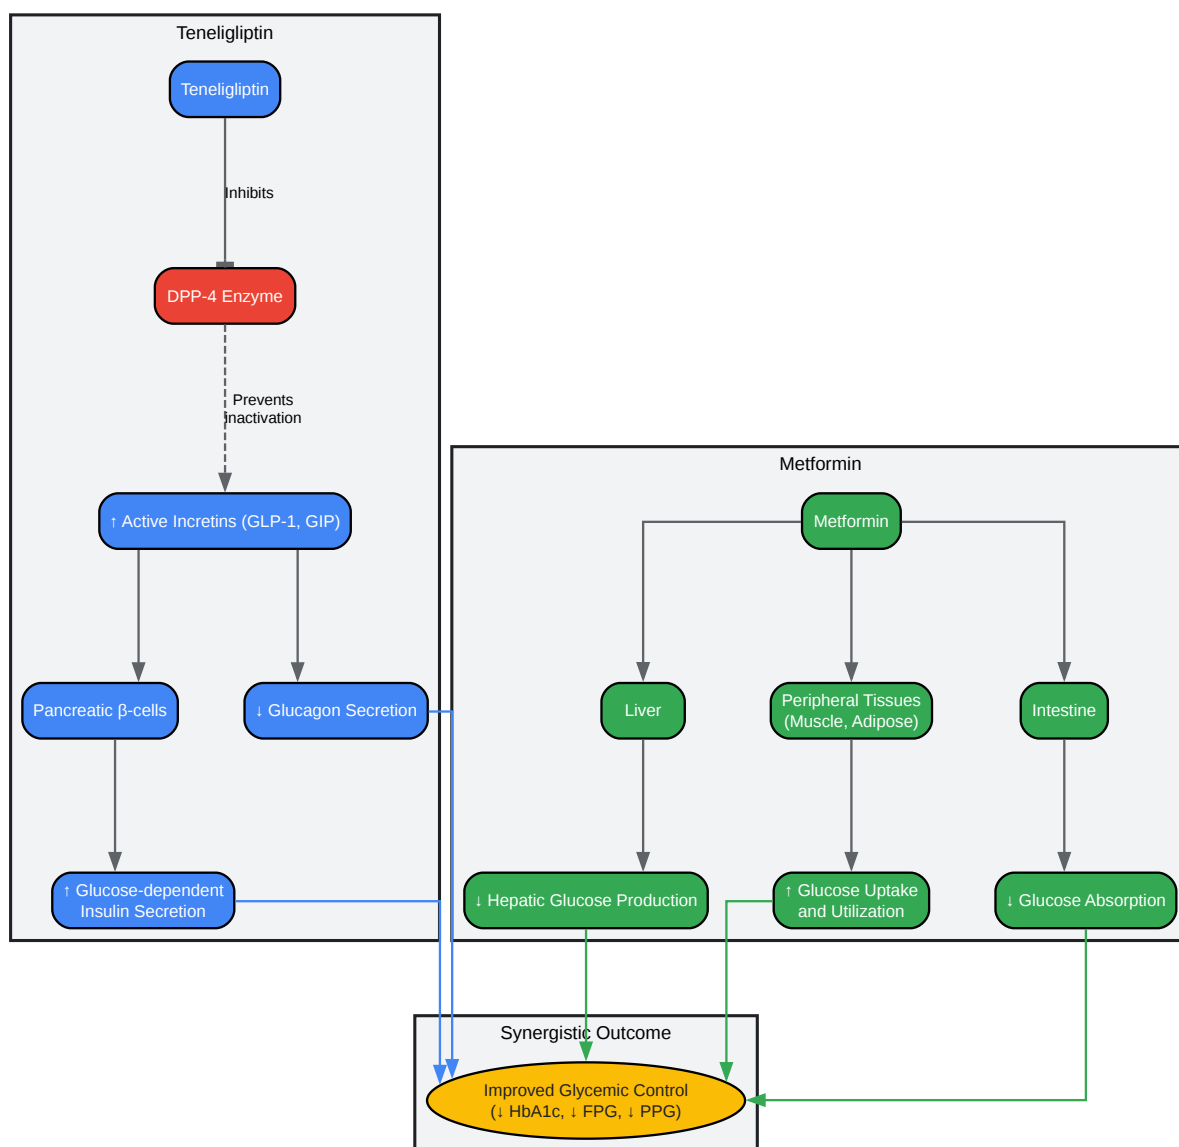 Teneligliptin
Teneligliptin
Inhibits
DPP-4 Enzyme
Prevents
inactivation
↑ Active Incretins (GLP-1, GIP)
Pancreatic β-cells
↓ Glucagon Secretion
↑ Glucose-dependent
Insulin Secretion
Metformin
Metformin
Liver
Peripheral Tissues
(Muscle, Adipose)
Intestine
↓ Hepatic Glucose Production
↑ Glucose Uptake
and Utilization
↓ Glucose Absorption
Synergistic Outcome
Improved Glycemic Control
(↓ HbA1c, ↓ FPG, ↓ PPG)